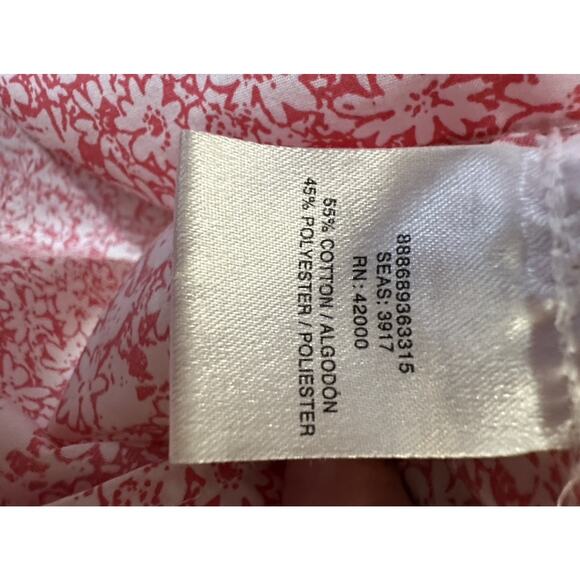 888689363315
SEAS: 3917
RN: 42000
55% COTTON / ALGODÓN
45% POLYESTER / POLIESTER